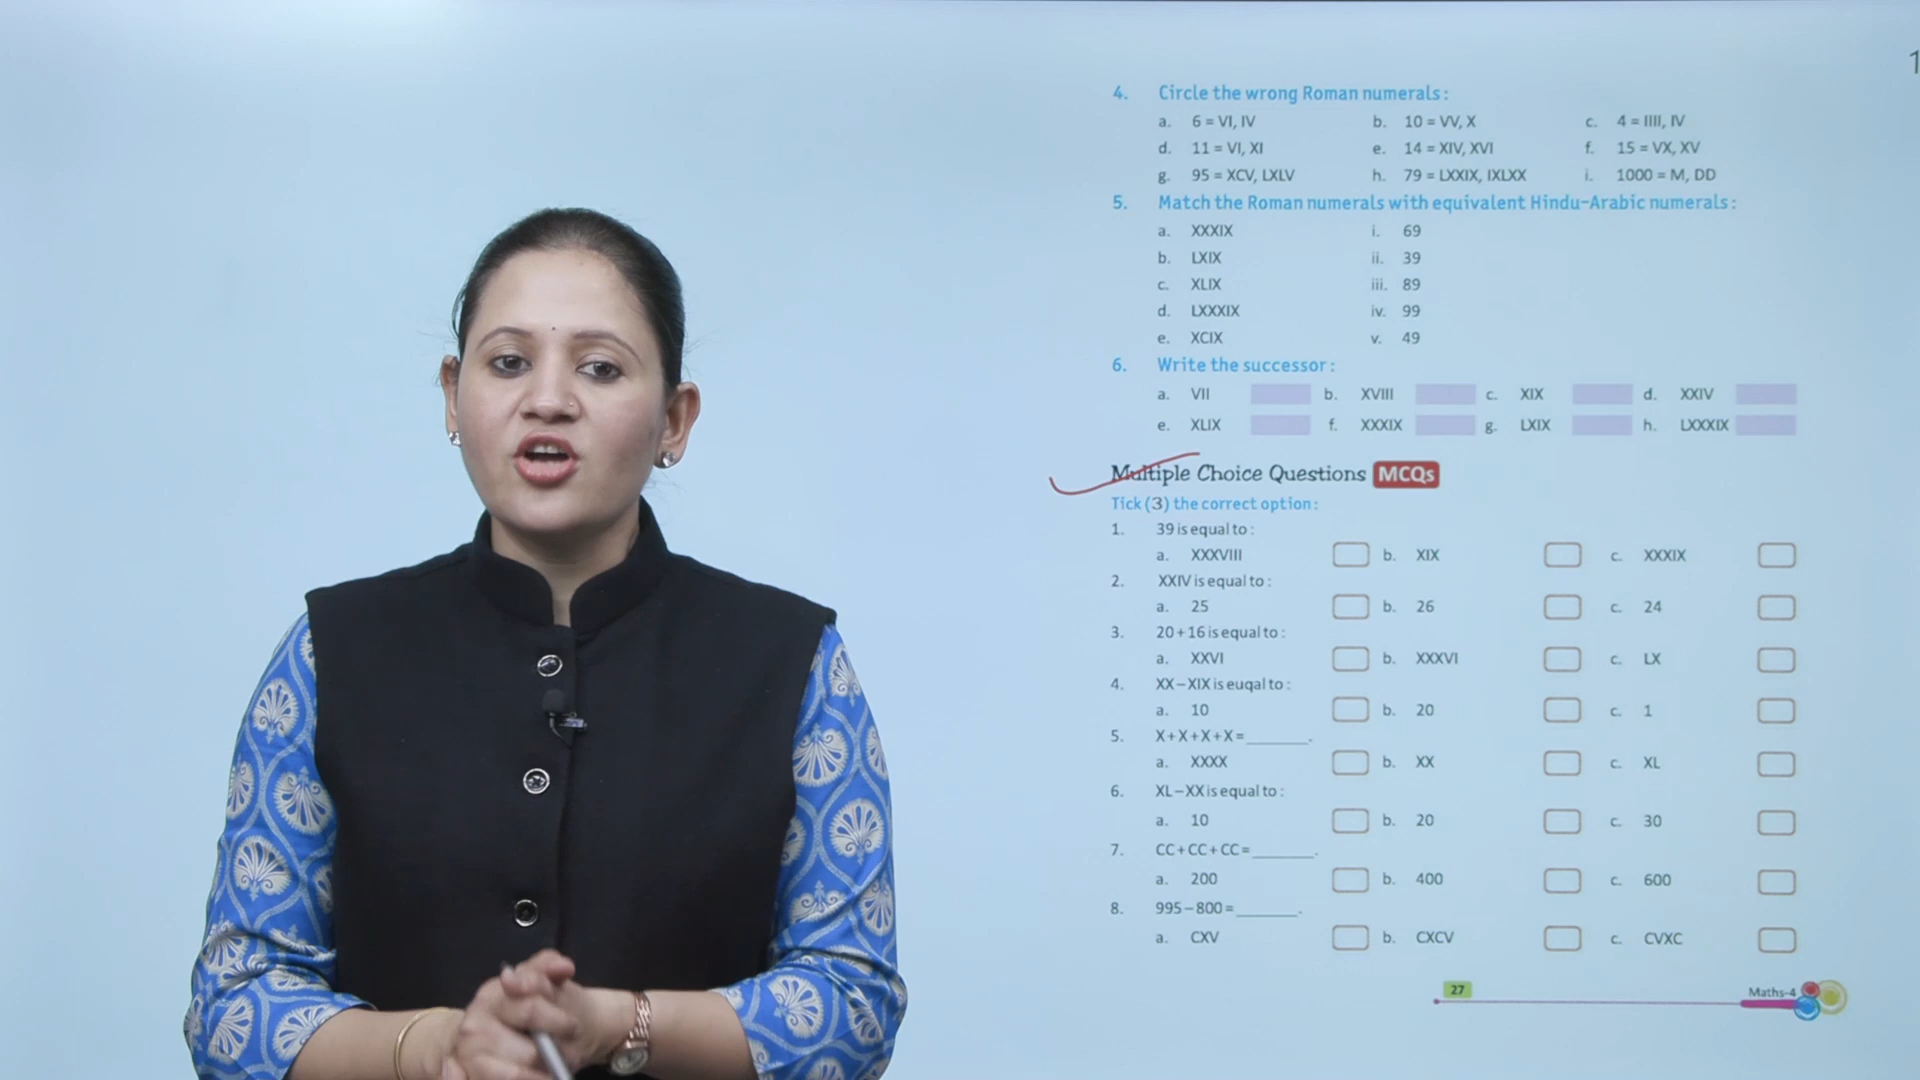 1
4. Circle the wrong Roman numerals :
a. 6 = VI, IV b. 10 = VV, X c. 4 = IIII, IV
d. 11 = VI, XI e. 14 = XIV, XVI f. 15 = VX, XV
g. 95 = XCV, LXLV h. 79 = LXXIX, IXLXX i. 1000 = M, DD
5. Match the Roman numerals with equivalent Hindu-Arabic numerals :
a. XXXIX i. 69
b. LXIX ii. 39
c. XLIX iii. 89
d. LXXXIX iv. 99
e. XCIX v. 49
6. Write the successor :
a. VII b. XVIII c. XIX d. XXIV
e. XLIX f. XXXIX g. LXIX h. LXXXIX
Multiple Choice Questions MCQs
Tick (3) the correct option :
1. 39 is equal to :
a. XXXVIII b. XIX c. XXXIX
2. XXIV is equal to :
a. 25 b. 26 c. 24
3. 20 + 16 is equal to :
a. XXVI b. XXXVI c. LX
4. XX – XIX is euqal to :
a. 10 b. 20 c. 1
5. X + X + X + X = ________.
a. XXXX b. XX c. XL
6. XL – XX is equal to :
a. 10 b. 20 c. 30
7. CC + CC + CC = ________.
a. 200 b. 400 c. 600
8. 995 – 800 = ________.
a. CXV b. CXCV c. CVXC
27 Maths-4